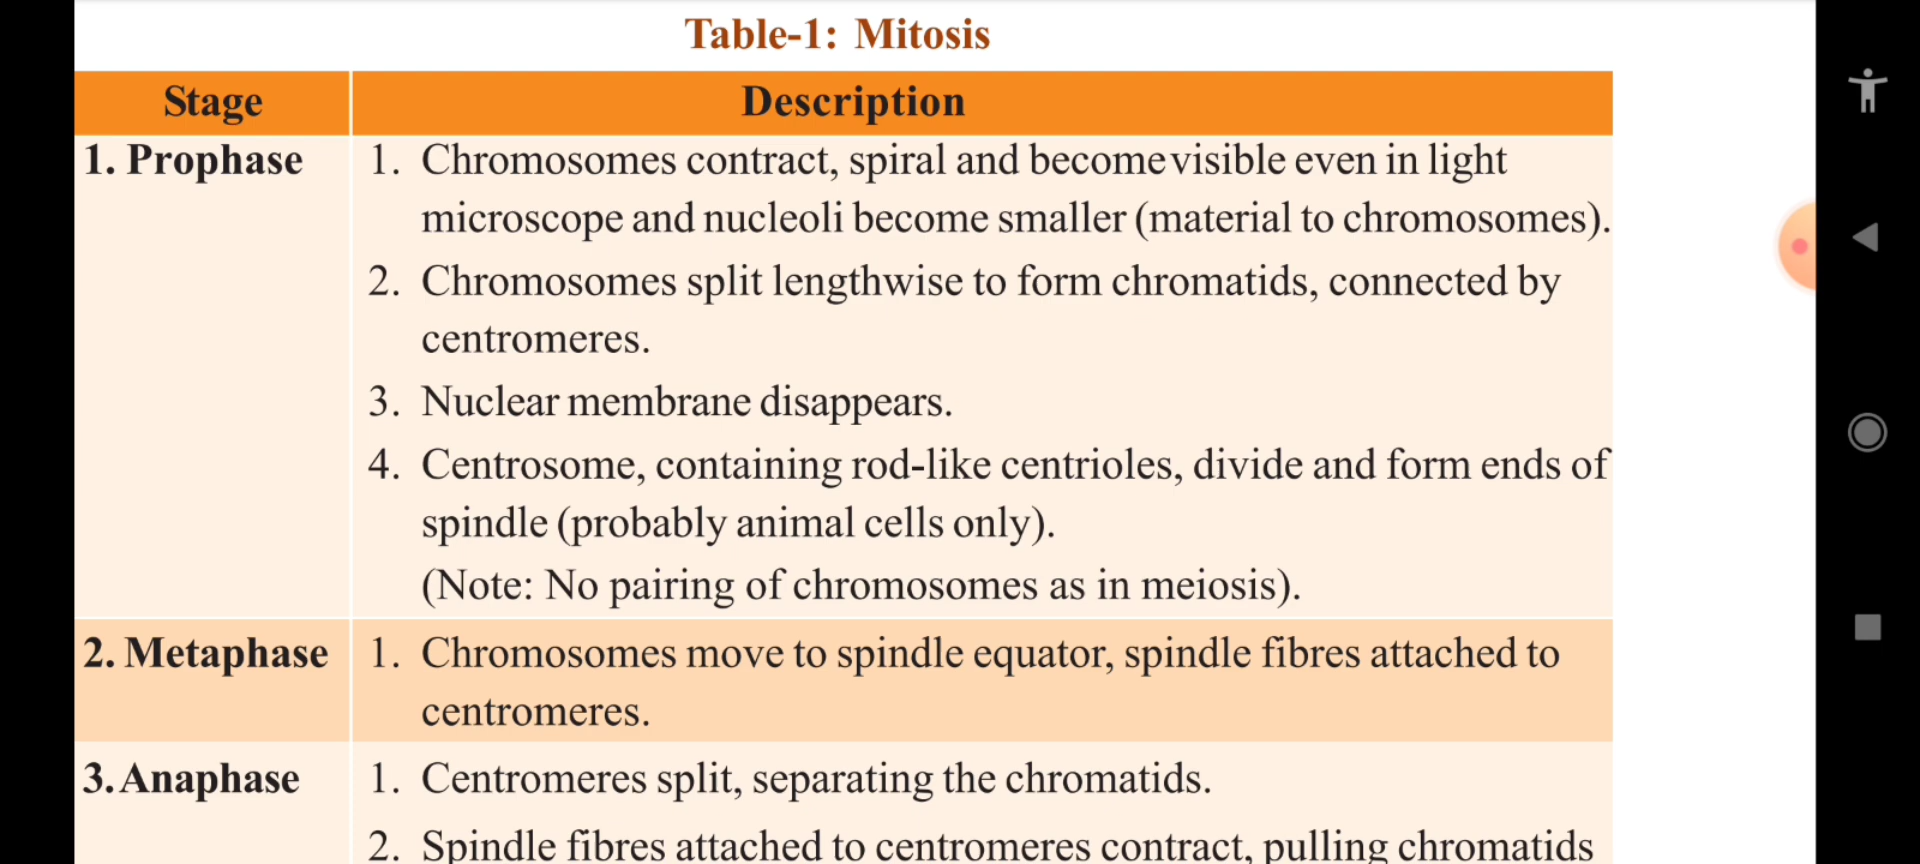 Table-1: Mitosis
Stage
Description
1. Prophase
1. Chromosomes contract, spiral and become visible even in light
microscope and nucleoli become smaller (material to chromosomes).
2. Chromosomes split lengthwise to form chromatids, connected by
centromeres.
3. Nuclear membrane disappears.
4. Centrosome, containing rod-like centrioles, divide and form ends of
spindle (probably animal cells only).
(Note: No pairing of chromosomes as in meiosis).
2. Metaphase
1. Chromosomes move to spindle equator, spindle fibres attached to
centromeres.
3. Anaphase
1. Centromeres split, separating the chromatids.
2. Spindle fibres attached to centromeres contract, pulling chromatids